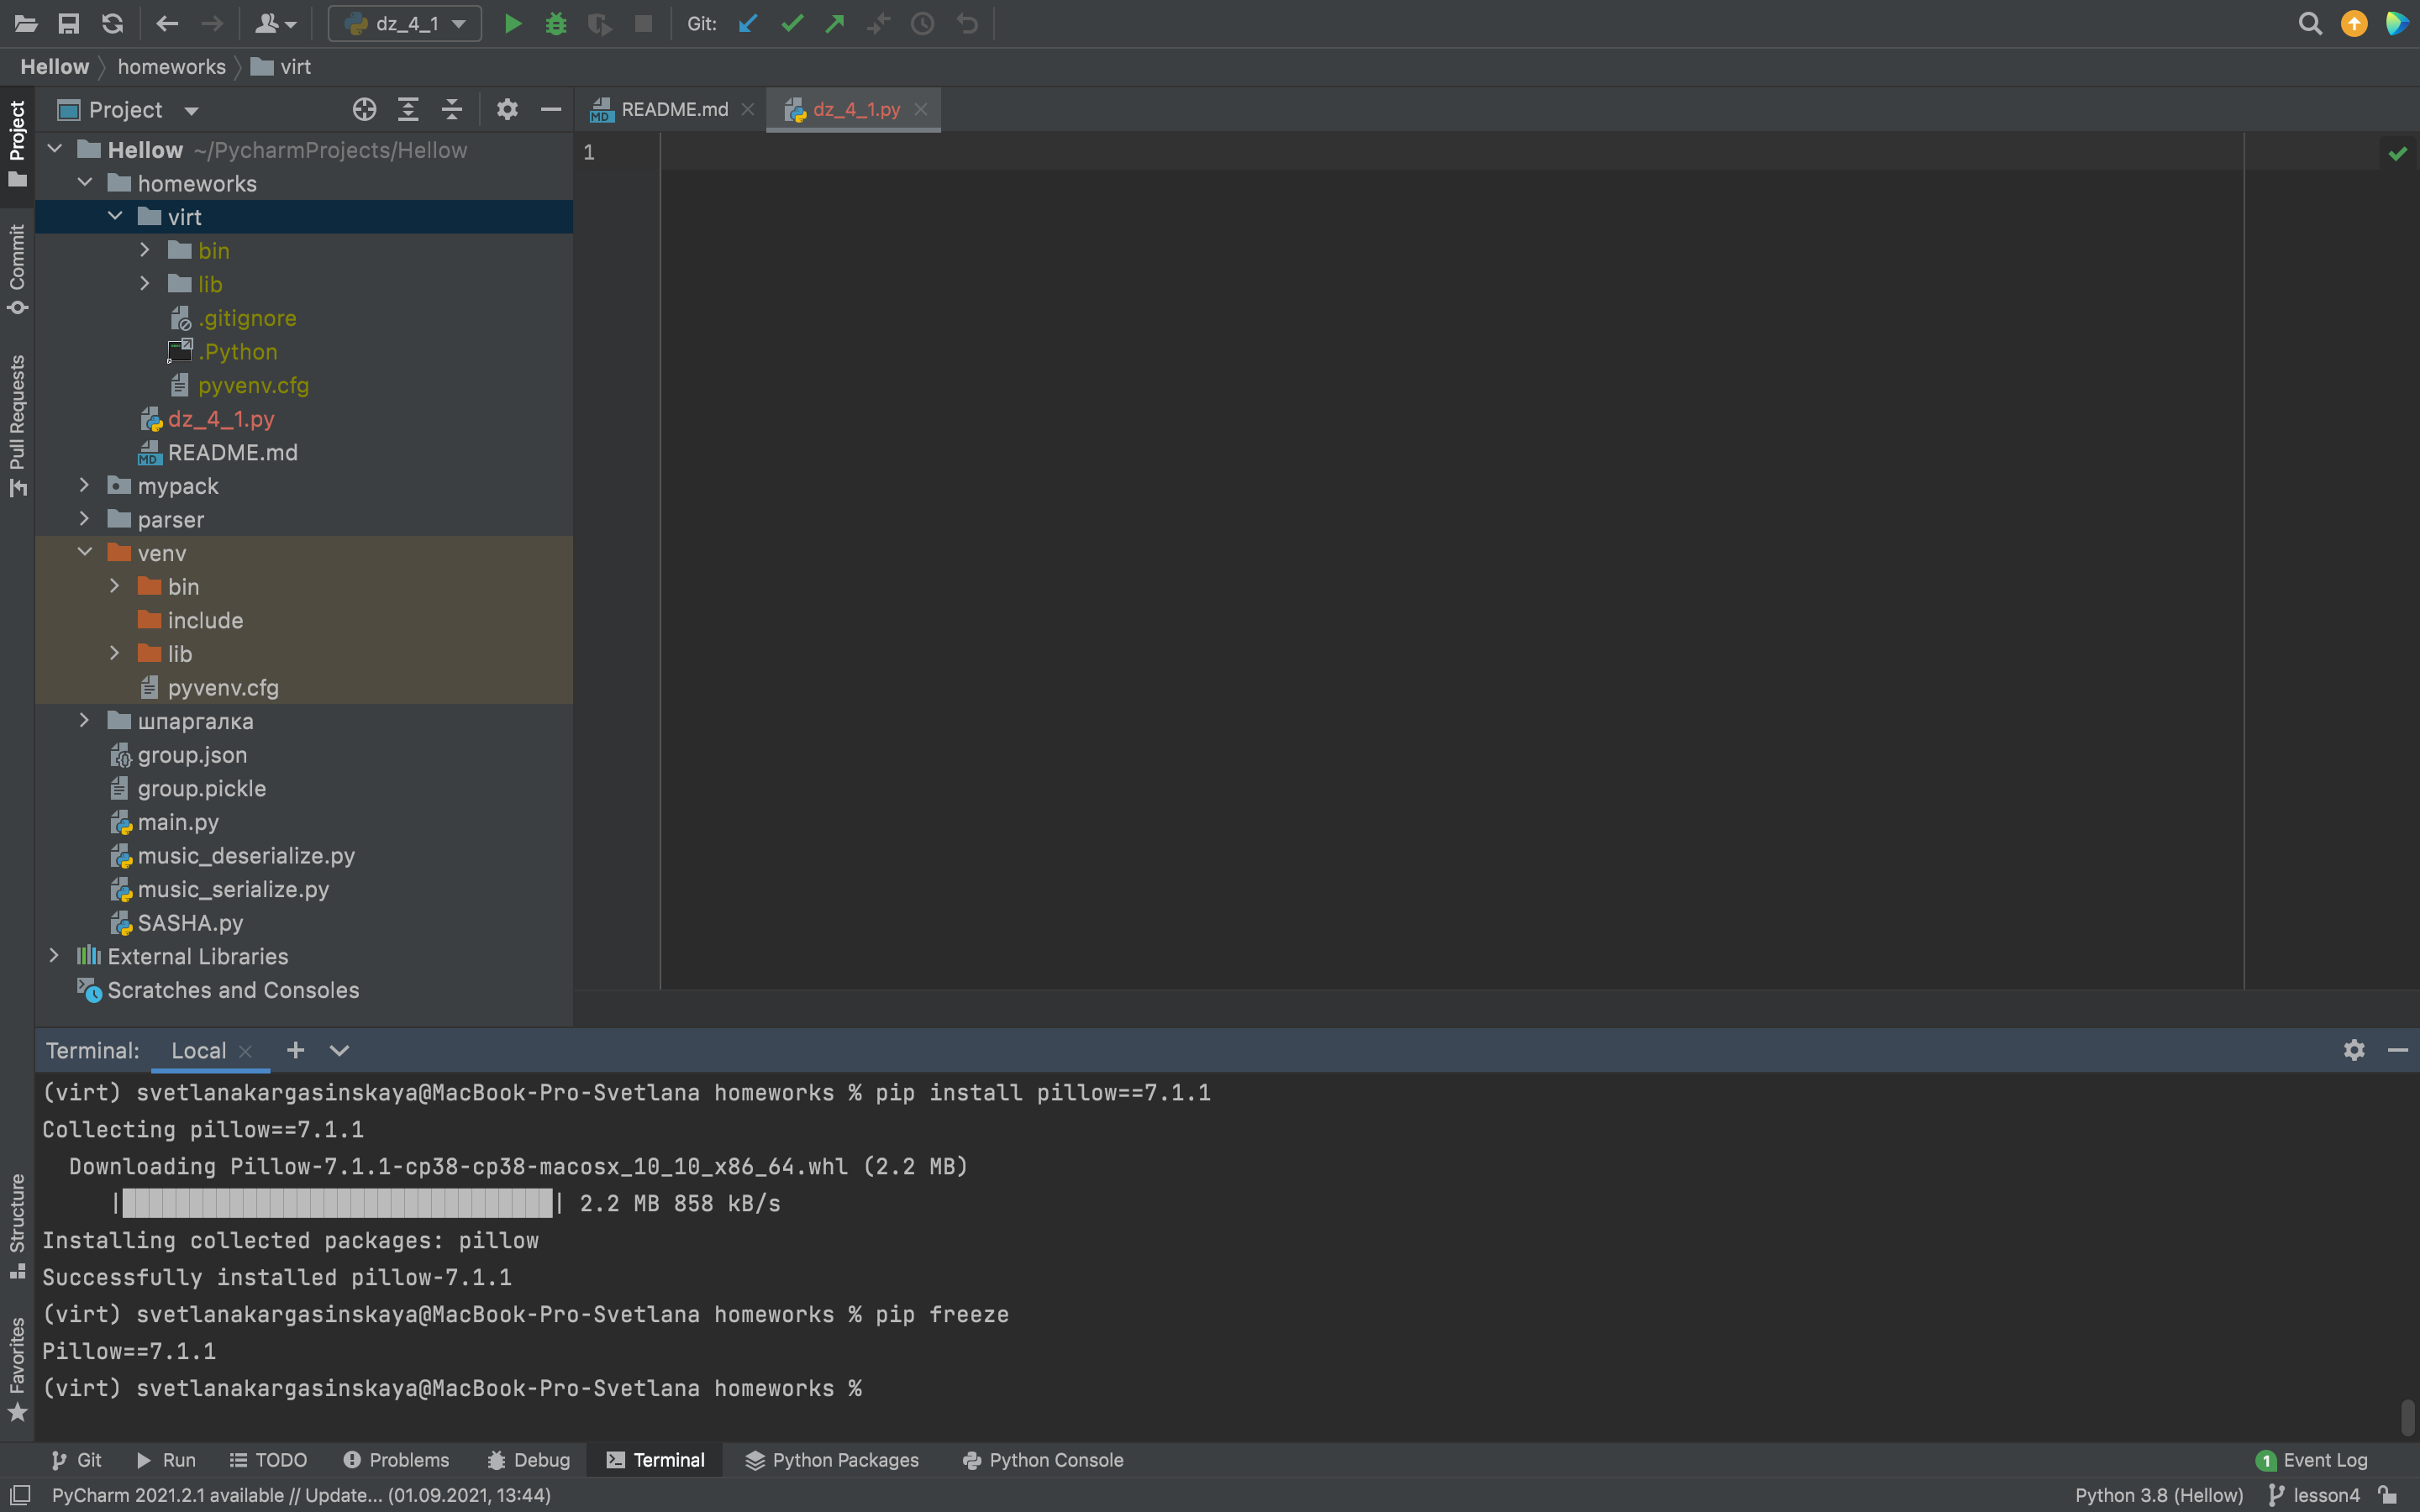 dz_4_1
Git:
Hellow
homeworks
virt
Project
README.md
dz_4_1.py
Project
Commit
Pull Requests
Structure
Favorites
Hellow ~/PycharmProjects/Hellow
homeworks
virt
bin
lib
.gitignore
.Python
pyvenv.cfg
dz_4_1.py
MD README.md
mypack
parser
venv
bin
include
lib
pyvenv.cfg
шпаргалка
group.json
group.pickle
main.py
music_deserialize.py
music_serialize.py
SASHA.py
External Libraries
Scratches and Consoles
1
Terminal: Local
(virt) svetlanakargasinskaya@MacBook-Pro-Svetlana homeworks % pip install pillow==7.1.1
Collecting pillow==7.1.1
Downloading Pillow-7.1.1-cp38-cp38-macosx_10_10_x86_64.whl (2.2 MB)
|████████████████████████████████| 2.2 MB 858 kB/s
Installing collected packages: pillow
Successfully installed pillow-7.1.1
(virt) svetlanakargasinskaya@MacBook-Pro-Svetlana homeworks % pip freeze
Pillow==7.1.1
(virt) svetlanakargasinskaya@MacBook-Pro-Svetlana homeworks %
Git Run TODO Problems Debug Terminal Python Packages Python Console 1 Event Log
PyCharm 2021.2.1 available // Update... (01.09.2021, 13:44) Python 3.8 (Hellow) lesson4